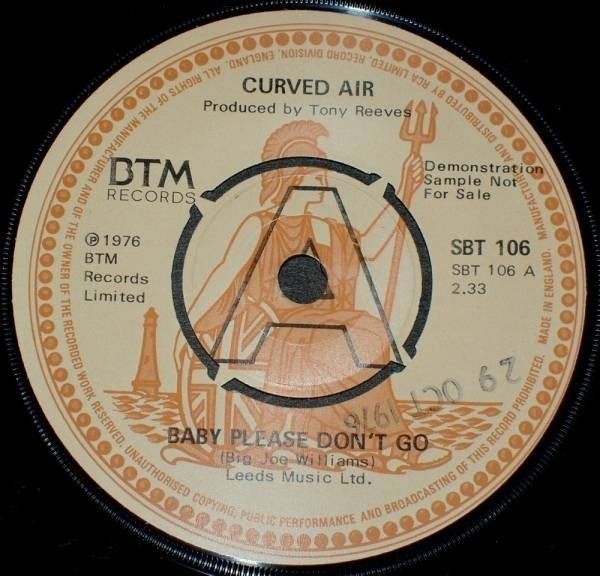 CURVED AIR
Produced by Tony Reeves
BTM
RECORDS
Demonstration
Sample Not
For Sale
A
℗ 1976
BTM
Records
Limited
SBT 106
SBT 106 A
2.33
29 OCT 1976
BABY PLEASE DON'T GO
(Big Joe Williams)
Leeds Music Ltd.
MANUFACTURED AND DISTRIBUTED BY RCA LIMITED, RECORD DIVISION, ENGLAND. ALL RIGHTS OF THE MANUFACTURER AND OF THE OWNER OF THE RECORDED WORK RESERVED. UNAUTHORISED COPYING, PUBLIC PERFORMANCE AND BROADCASTING OF THIS RECORD PROHIBITED. MADE IN ENGLAND.